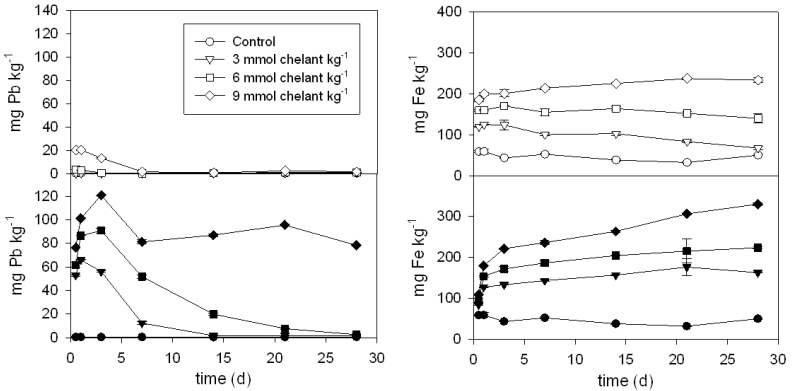 140
120
100
80
60
40
20
0
mg Pb kg⁻¹
Control
3 mmol chelant kg⁻¹
6 mmol chelant kg⁻¹
9 mmol chelant kg⁻¹
120
100
80
60
40
20
0
mg Pb kg⁻¹
0 5 10 15 20 25 30
time (d)
400
300
200
100
0
mg Fe kg⁻¹
300
200
100
0
mg Fe kg⁻¹
0 5 10 15 20 25 30
time (d)